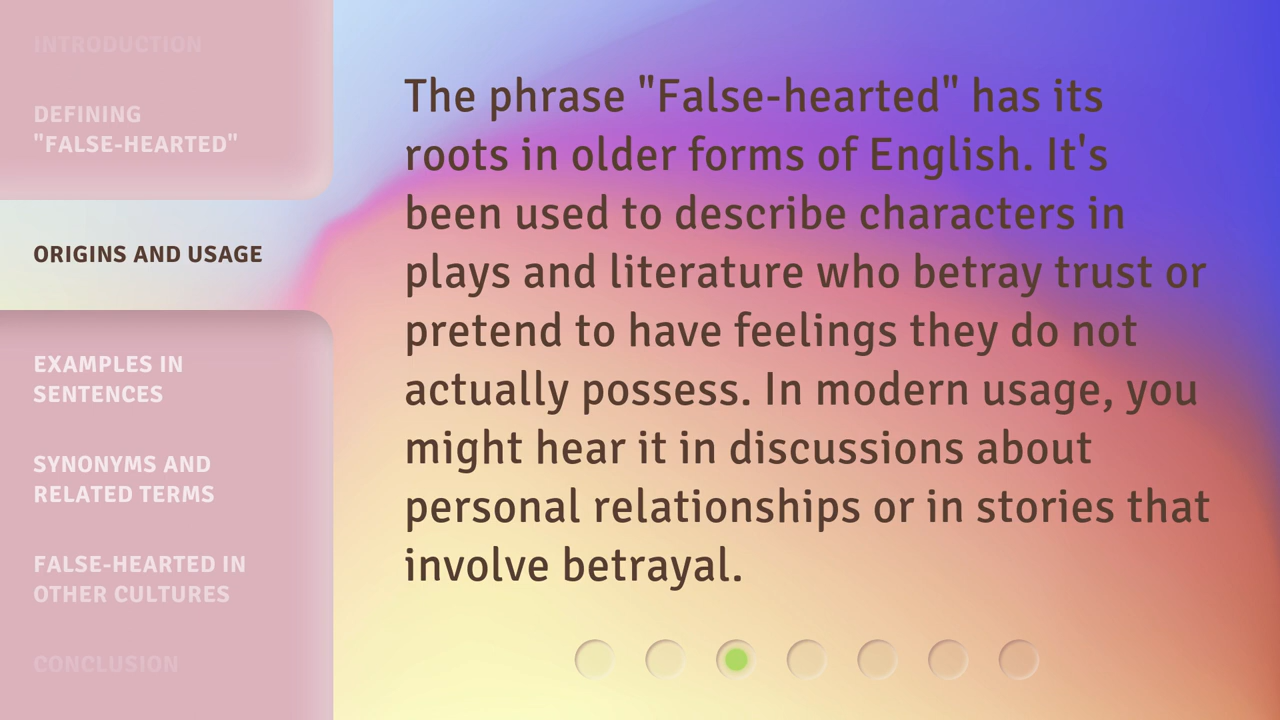 INTRODUCTION
DEFINING
"FALSE-HEARTED"
ORIGINS AND USAGE
EXAMPLES IN
SENTENCES
SYNONYMS AND
RELATED TERMS
FALSE-HEARTED IN
OTHER CULTURES
CONCLUSION
The phrase "False-hearted" has its
roots in older forms of English. It's
been used to describe characters in
plays and literature who betray trust or
pretend to have feelings they do not
actually possess. In modern usage, you
might hear it in discussions about
personal relationships or in stories that
involve betrayal.